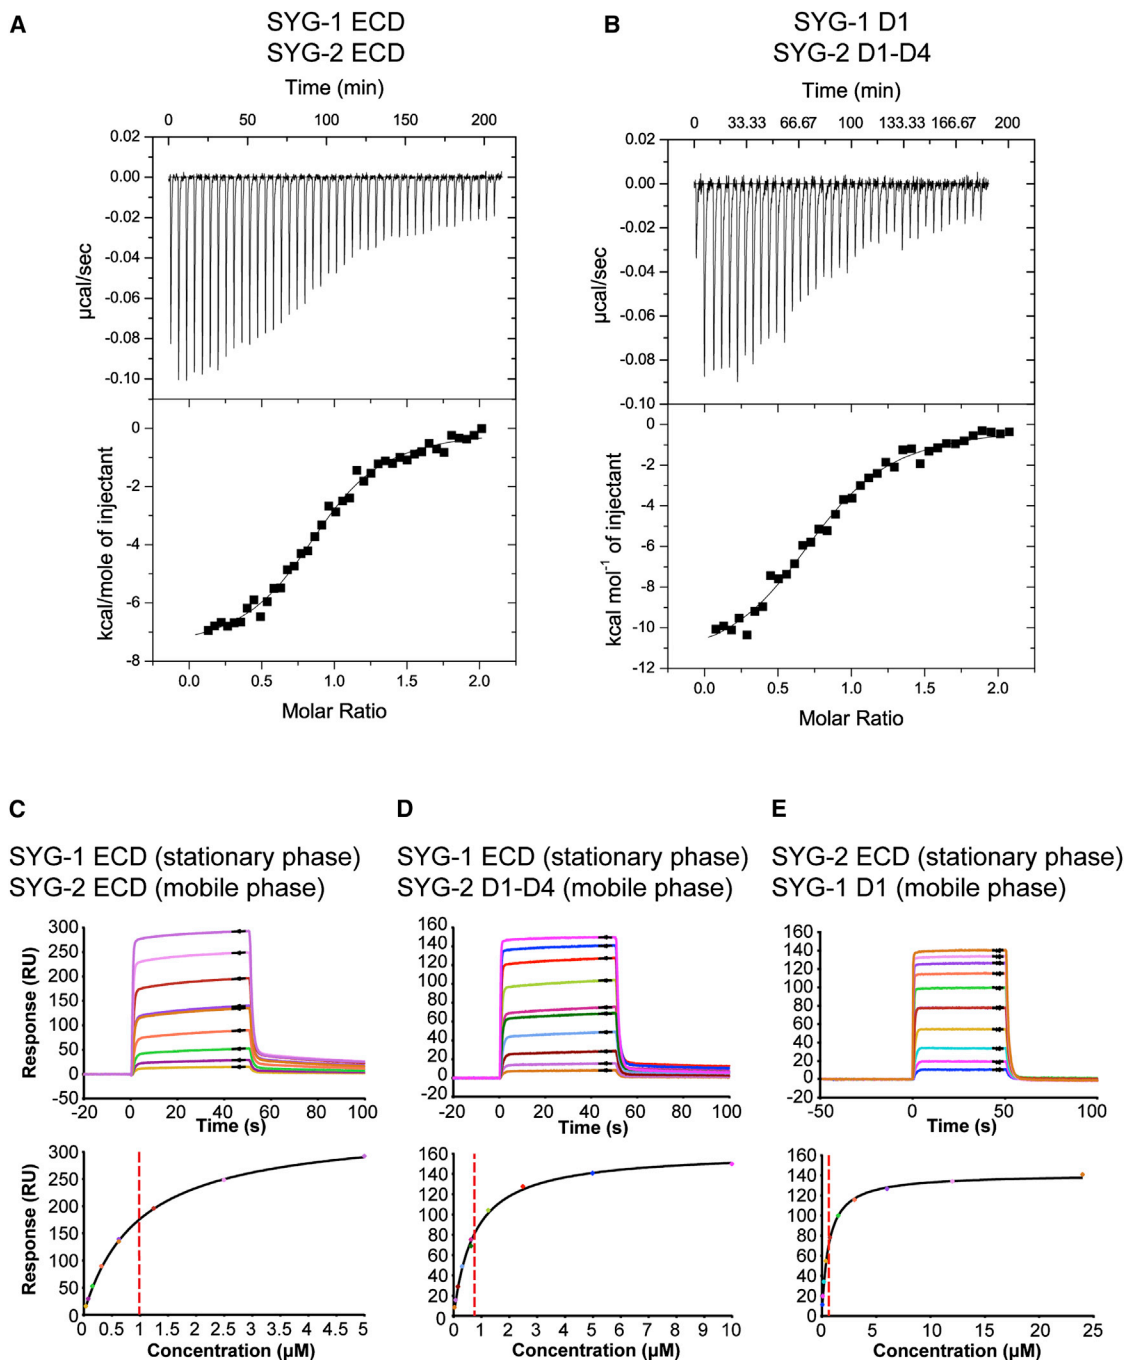 A
SYG-1 ECD
SYG-2 ECD
Time (min)
0 50 100 150 200
0.02
0.00
-0.02
-0.04
-0.06
-0.08
-0.10
µcal/sec
0
-2
-4
-6
-8
kcal/mole of injectant
0.0 0.5 1.0 1.5 2.0
Molar Ratio
B
SYG-1 D1
SYG-2 D1-D4
Time (min)
0 33.33 66.67 100 133.33 166.67 200
0.02
0.00
-0.02
-0.04
-0.06
-0.08
-0.10
µcal/sec
0
-2
-4
-6
-8
-10
-12
kcal mol⁻¹ of injectant
0.0 0.5 1.0 1.5 2.0
Molar Ratio
C
SYG-1 ECD (stationary phase)
SYG-2 ECD (mobile phase)
300
250
200
150
100
50
0
-50
Response (RU)
-20 0 20 40 60 80 100
Time (s)
300
250
200
150
100
50
0
Response (RU)
0 0.5 1 1.5 2 2.5 3 3.5 4 4.5 5
Concentration (µM)
D
SYG-1 ECD (stationary phase)
SYG-2 D1-D4 (mobile phase)
160
140
120
100
80
60
40
20
0
-20
-20 0 20 40 60 80 100
Time (s)
160
140
120
100
80
60
40
20
0
0 1 2 3 4 5 6 7 8 9 10
Concentration (µM)
E
SYG-2 ECD (stationary phase)
SYG-1 D1 (mobile phase)
160
140
120
100
80
60
40
20
0
-20
-50 0 50 100
Time (s)
160
140
120
100
80
60
40
20
0
0 5 10 15 20 25
Concentration (µM)